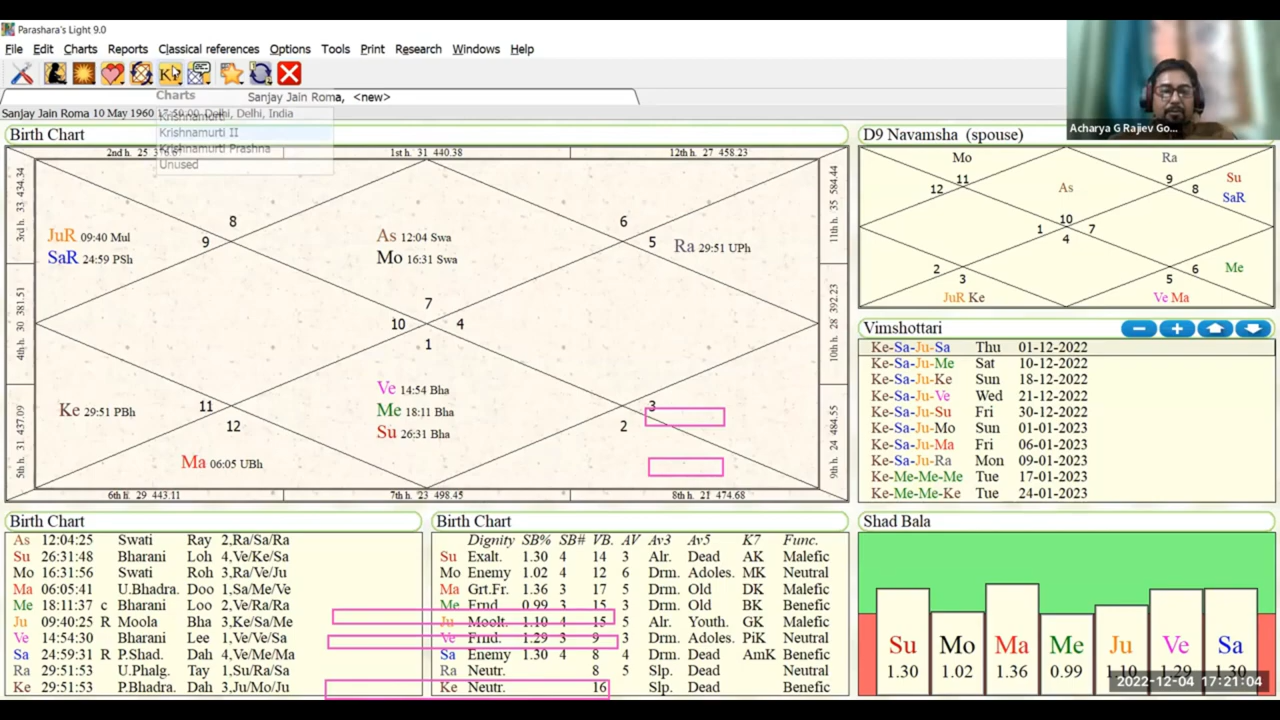 Parashara's Light 9.0
File Edit Charts Reports Classical references Options Tools Print Research Windows Help
Charts
Sanjay Jain Roma, <new>
Sanjay Jain Roma 10 May 1960 17:59:00, Delhi, Delhi, India
Krishnamurti
Krishnamurti II
Krishnamurti Prashna
Unused
Acharya G Rajiev Go...
Birth Chart
2nd h. 25 1st h. 31 440.38 12th h. 27 458.23
3rd h. 33 434.34
4th h. 30 381.51
5th h. 31 437.09
11th h. 35 584.44
10th h. 28 392.23
9th h. 24 484.55
8 6
9 5
JuR 09:40 Mul
SaR 24:59 PSh
As 12:04 Swa
Mo 16:31 Swa
Ra 29:51 UPh
7
10 4
1
Ve 14:54 Bha
Me 18:11 Bha
Su 26:31 Bha
Ke 29:51 PBh
11 3
12 2
Ma 06:05 UBh
6th h. 29 443.11 7th h. 23 498.45 8th h. 21 474.68
D9 Navamsha (spouse)
Mo Ra
11 9
12 8
As
Su
SaR
10
1 7
4
2 6
3 5
Me
JuR Ke
Ve Ma
Vimshottari
Ke-Sa-Ju-Sa Thu 01-12-2022
Ke-Sa-Ju-Me Sat 10-12-2022
Ke-Sa-Ju-Ke Sun 18-12-2022
Ke-Sa-Ju-Ve Wed 21-12-2022
Ke-Sa-Ju-Su Fri 30-12-2022
Ke-Sa-Ju-Mo Sun 01-01-2023
Ke-Sa-Ju-Ma Fri 06-01-2023
Ke-Sa-Ju-Ra Mon 09-01-2023
Ke-Me-Me-Me Tue 17-01-2023
Ke-Me-Me-Ke Tue 24-01-2023
Birth Chart
As 12:04:25 Swati Ray 2,Ra/Sa/Ra
Su 26:31:48 Bharani Loh 4,Ve/Ke/Sa
Mo 16:31:56 Swati Roh 3,Ra/Ve/Ju
Ma 06:05:41 U.Bhadra. Doo 1,Sa/Me/Ve
Me 18:11:37 c Bharani Loo 2,Ve/Ra/Ra
Ju 09:40:25 R Moola Bha 3,Ke/Sa/Me
Ve 14:54:30 Bharani Lee 1,Ve/Ve/Sa
Sa 24:59:31 R P.Shad. Dah 4,Ve/Me/Ma
Ra 29:51:53 U.Phalg. Tay 1,Su/Ra/Sa
Ke 29:51:53 P.Bhadra. Dah 3,Ju/Mo/Ju
Birth Chart
Dignity SB% SB# VB. AV Av3 Av5 K7 Func.
Su Exalt. 1.30 4 14 3 Alr. Dead AK Malefic
Mo Enemy 1.02 4 12 6 Drm. Adoles. MK Neutral
Ma Grt.Fr. 1.36 3 17 5 Drm. Old DK Malefic
Me Frnd. 0.99 3 15 3 Drm. Old BK Benefic
Ju Moolt. 1.10 4 15 5 Alr. Youth. GK Malefic
Ve Frnd. 1.29 3 9 3 Drm. Adoles. PiK Neutral
Sa Enemy 1.30 4 8 4 Drm. Dead AmK Benefic
Ra Neutr. 8 5 Slp. Dead Neutral
Ke Neutr. 16 Slp. Dead Benefic
Shad Bala
Su Mo Ma Me Ju Ve Sa
1.30 1.02 1.36 0.99 1.10 1.29 1.30
2022-12-04 17:21:04